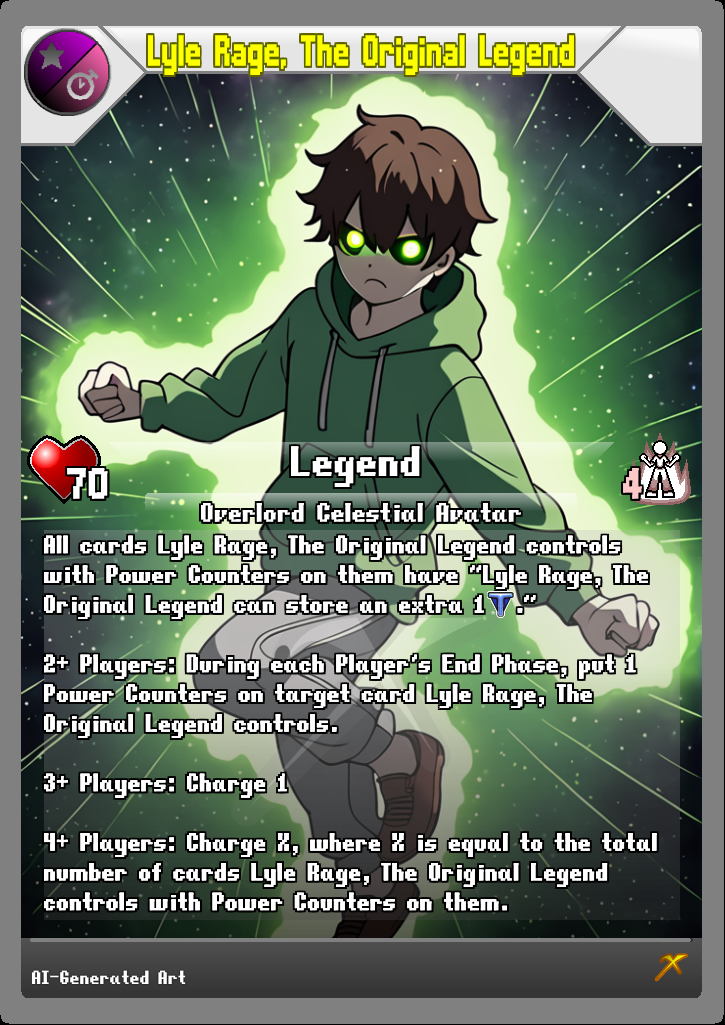 Lyle Rage, The Original Legend
70
Legend
4
Overlord Celestial Avatar
All cards Lyle Rage, The Original Legend controls
with Power Counters on them have "Lyle Rage, The
Original Legend can store an extra 1 T."
2+ Players: During each Player's End Phase, put 1
Power Counters on target card Lyle Rage, The
Original Legend controls.
3+ Players: Charge 1
4+ Players: Charge X, where X is equal to the total
number of cards Lyle Rage, The Original Legend
controls with Power Counters on them.
AI-Generated Art